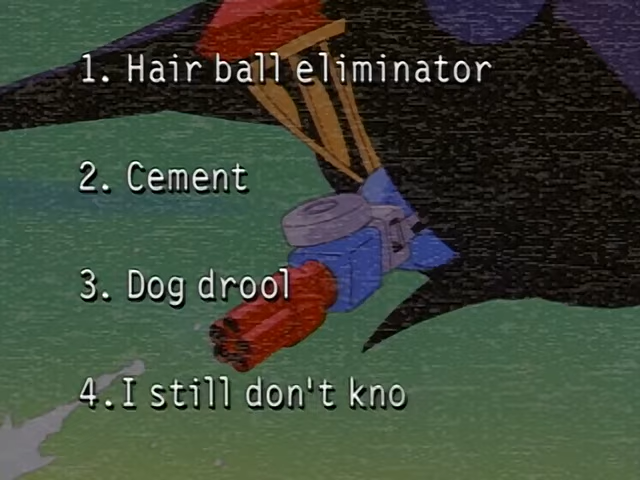 1. Hair ball eliminator
2. Cement
3. Dog drool
4. I still don't kno